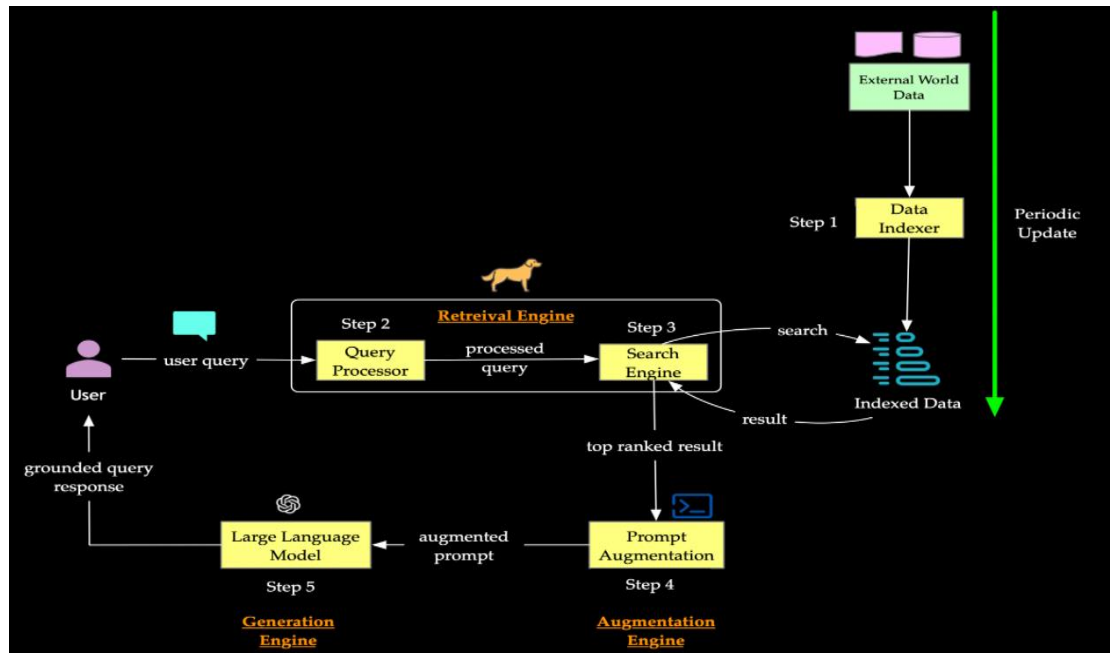 External World
Data
Step 1
Data
Indexer
Periodic
Update
Retreival Engine
Step 2
Step 3
Query
Processor
processed
query
Search
Engine
search
user query
User
Indexed Data
result
top ranked result
grounded query
response
Large Language
Model
augmented
prompt
Prompt
Augmentation
Step 5
Step 4
Generation
Engine
Augmentation
Engine